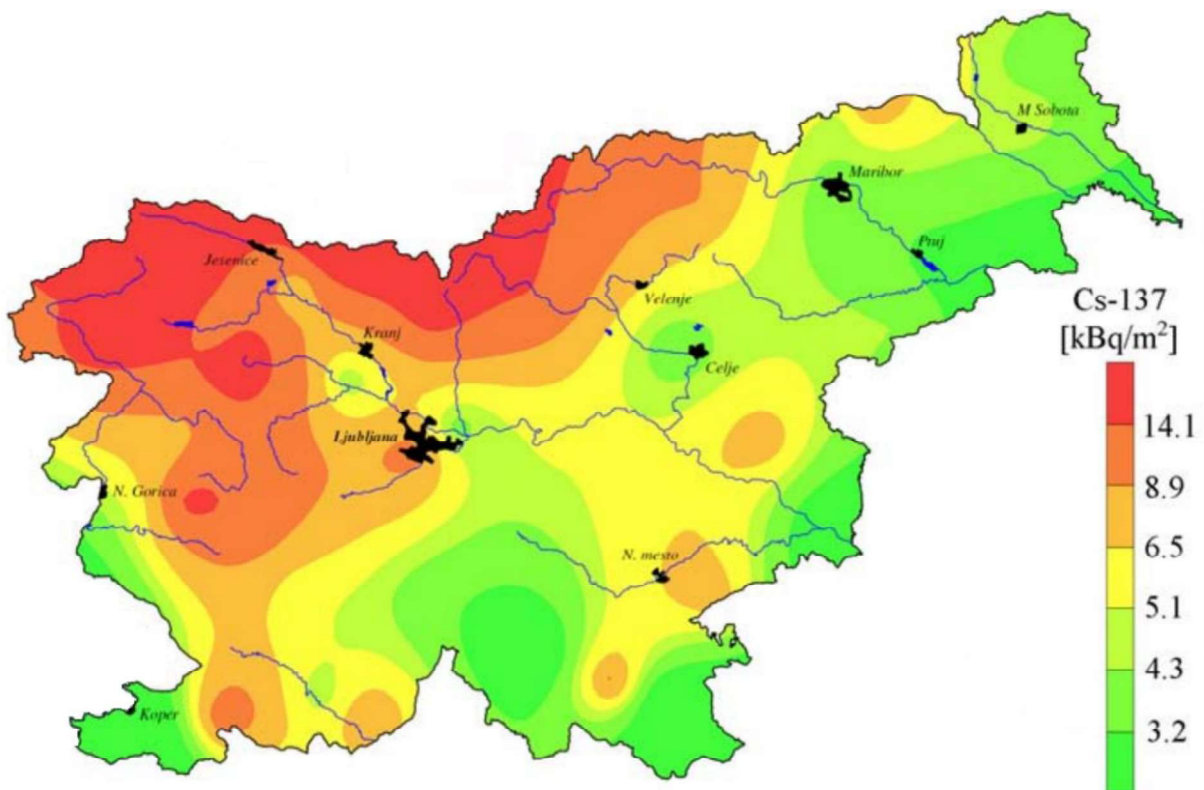 M Sobota
Maribor
Ptuj
Jesenice
Velenje
Kranj
Celje
Ljubljana
N. Gorica
N. mesto
Koper
Cs-137
[kBq/m²]
14.1
8.9
6.5
5.1
4.3
3.2